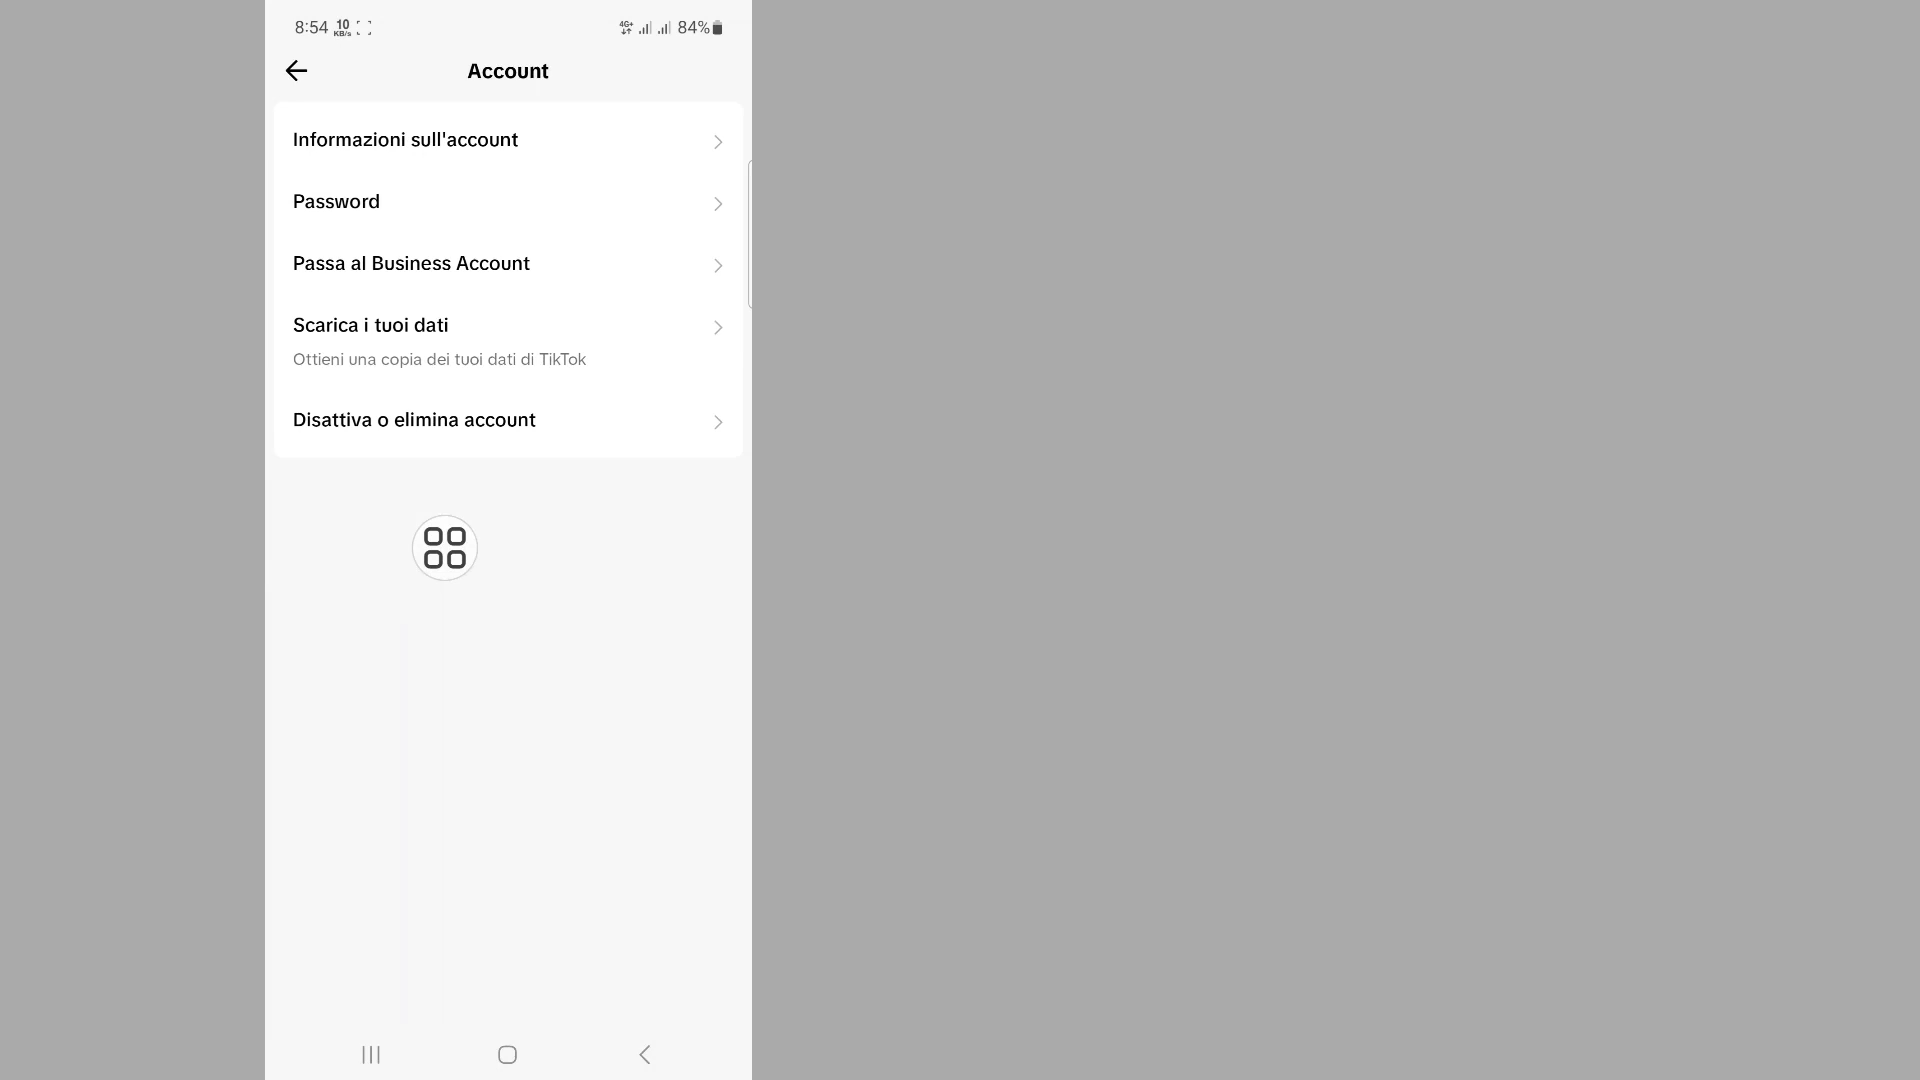 8:54 10 KB/s 4G+ 84%
Account
Informazioni sull'account
Password
Passa al Business Account
Scarica i tuoi dati
Ottieni una copia dei tuoi dati di TikTok
Disattiva o elimina account